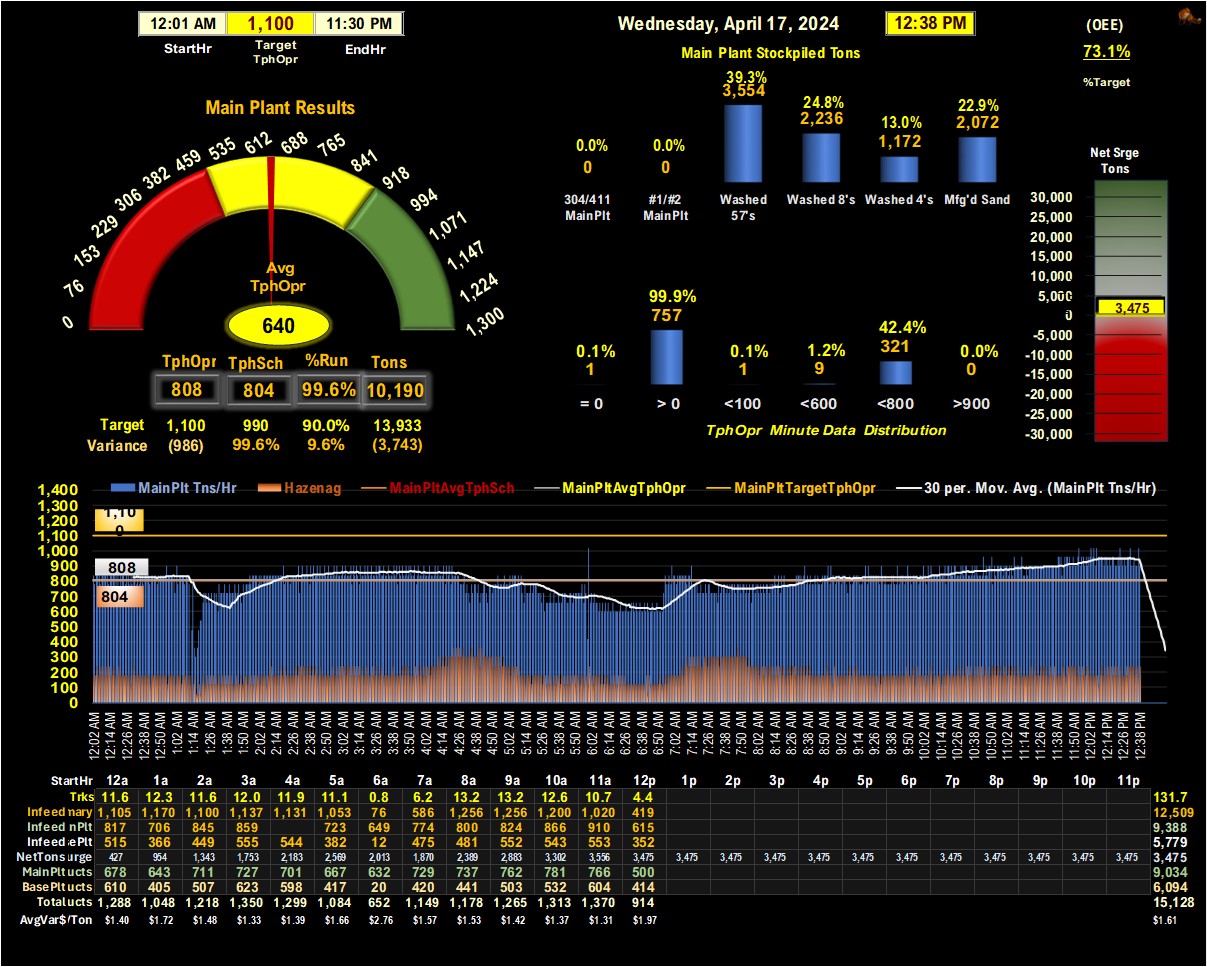 12:01 AM 1,100 11:30 PM
StartHr Target TphOpr EndHr
Wednesday, April 17, 2024 12:38 PM
(OEE)
73.1%
%Target
Main Plant Stockpiled Tons
39.3% 24.8% 13.0% 22.9% 0.0% 0.0%
3,554 2,236 1,172 2,072 0 0
304/411 MainPlt #1/#2 MainPlt Washed 57's Washed 8's Washed 4's Mfg'd Sand
Main Plant Results
0 76 153 229 306 382 459 535 612 688 765 841 918 994 1,071 1,147 1,224 1,300
Avg
TphOpr
640
TphOpr TphSch %Run Tons
808 804 99.6% 10,190
Target 1,100 990 90.0% 13,933
Variance (986) 99.6% 9.6% (3,743)
0.1% 99.9% 0.1% 1.2% 42.4% 0.0%
1 757 1 9 321 0
= 0 > 0 <100 <600 <800 >900
TphOpr Minute Data Distribution
Net Srge
Tons
30,000
25,000
20,000
15,000
10,000
5,000
3,475
0
-5,000
-10,000
-15,000
-20,000
-25,000
-30,000
MainPlt Tns/Hr Hazenag MainPltAvgTphSch MainPltAvgTphOpr MainPltTargetTphOpr 30 per. Mov. Avg. (MainPlt Tns/Hr)
1,400
1,300
1,200
1,100
1,000
900
800
700
600
500
400
300
200
100
0
1,10
0
808
804
12:02 AM 12:14 AM 12:26 AM 12:38 AM 12:50 AM 1:02 AM 1:14 AM 1:26 AM 1:38 AM 1:50 AM 2:02 AM 2:14 AM 2:26 AM 2:38 AM 2:50 AM 3:02 AM 3:14 AM 3:26 AM 3:38 AM 3:50 AM 4:02 AM 4:14 AM 4:26 AM 4:38 AM 4:50 AM 5:02 AM 5:14 AM 5:26 AM 5:38 AM 5:50 AM 6:02 AM 6:14 AM 6:26 AM 6:38 AM 6:50 AM 7:02 AM 7:14 AM 7:26 AM 7:38 AM 7:50 AM 8:02 AM 8:14 AM 8:26 AM 8:38 AM 8:50 AM 9:02 AM 9:14 AM 9:26 AM 9:38 AM 9:50 AM 10:02 AM 10:14 AM 10:26 AM 10:38 AM 10:50 AM 11:02 AM 11:14 AM 11:26 AM 11:38 AM 11:50 AM 12:02 PM 12:14 PM 12:26 PM 12:38 PM
StartHr 12a 1a 2a 3a 4a 5a 6a 7a 8a 9a 10a 11a 12p 1p 2p 3p 4p 5p 6p 7p 8p 9p 10p 11p
Trks 11.6 12.3 11.6 12.0 11.9 11.1 0.8 6.2 13.2 13.2 12.6 10.7 4.4 131.7
Infeed mary 1,105 1,170 1,100 1,137 1,131 1,053 76 586 1,256 1,256 1,200 1,020 419 12,509
Infeed nPlt 817 706 845 859 723 649 774 800 824 866 910 615 9,388
Infeed ePlt 515 366 449 555 544 382 12 475 481 552 543 553 352 5,779
NetTons urge 427 954 1,343 1,753 2,183 2,569 2,013 1,870 2,389 2,883 3,302 3,556 3,475 3,475 3,475 3,475 3,475 3,475 3,475 3,475 3,475 3,475 3,475 3,475 3,475
MainPlt ucts 678 643 711 727 701 667 632 729 737 762 781 766 500 9,034
BasePlt ucts 610 405 507 623 598 417 20 420 441 503 532 604 414 6,094
Total ucts 1,288 1,048 1,218 1,350 1,299 1,084 652 1,149 1,178 1,265 1,313 1,370 914 15,128
AvgVar$/Ton $1.40 $1.72 $1.48 $1.33 $1.39 $1.66 $2.76 $1.57 $1.53 $1.42 $1.37 $1.31 $1.97 $1.61